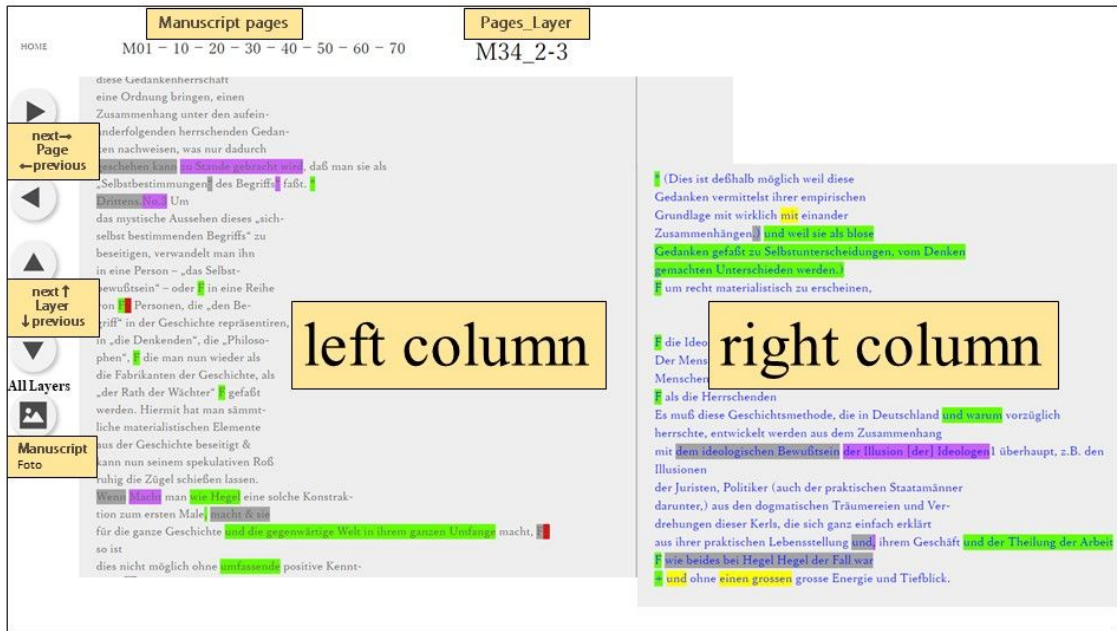 Manuscript pages
Pages_Layer
HOME
M01 – 10 – 20 – 30 – 40 – 50 – 60 – 70
M34_2-3
next→
Page
←previous
next↑
Layer
↓previous
All Layers
Manuscript
Foto
diese Gedankenherrschaft
eine Ordnung bringen, einen
Zusammenhang unter den aufein-
anderfolgenden herrschenden Gedan-
ken nachweisen, was nur dadurch
geschehen kann zu Stande gebracht wird, daß man sie als
„Selbstbestimmungen des Begriffs" faßt. *
Drittens.No.3 Um
das mystische Aussehen dieses „sich-
selbst bestimmenden Begriffs" zu
beseitigen, verwandelt man ihn
in eine Person – „das Selbst-
bewußtsein" – oder F in eine Reihe
von F Personen, die „den Be-
griff" in der Geschichte repräsentiren,
in „die Denkenden", die „Philoso-
phen", F die man nun wieder als
die Fabrikanten der Geschichte, als
„der Rath der Wächter" F gefaßt
werden. Hiermit hat man sämmt-
liche materialistischen Elemente
aus der Geschichte beseitigt &
kann nun seinem spekulativen Roß
ruhig die Zügel schießen lassen.
Wenn Macht man wie Hegel eine solche Konstrak-
tion zum ersten Male, macht & sie
für die ganze Geschichte und die gegenwärtige Welt in ihrem ganzen Umfange macht, F
so ist
dies nicht möglich ohne umfassende positive Kennt-
left column
* (Dies ist deßhalb möglich weil diese
Gedanken vermittelst ihrer empirischen
Grundlage mit wirklich mit einander
Zusammenhängen.) und weil sie als blose
Gedanken gefaßt zu Selbstunterscheidungen, vom Denken
gemachten Unterschieden werden.)
F um recht materialistisch zu erscheinen,
F die Ideo
Der Mens
Menschen
F als die Herrschenden
Es muß diese Geschichtsmethode, die in Deutschland und warum vorzüglich
herrschte, entwickelt werden aus dem Zusammenhang
mit dem ideologischen Bewußtsein der Illusion [der] Ideologen1 überhaupt, z.B. den
Illusionen
der Juristen, Politiker (auch der praktischen Staatamänner
darunter,) aus den dogmatischen Träumereien und Ver-
drehungen dieser Kerls, die sich ganz einfach erklärt
aus ihrer praktischen Lebensstellung und, ihrem Geschäft und der Theilung der Arbeit
F wie beides bei Hegel Hegel der Fall war
+ und ohne einen grossen grosse Energie und Tiefblick.
right column